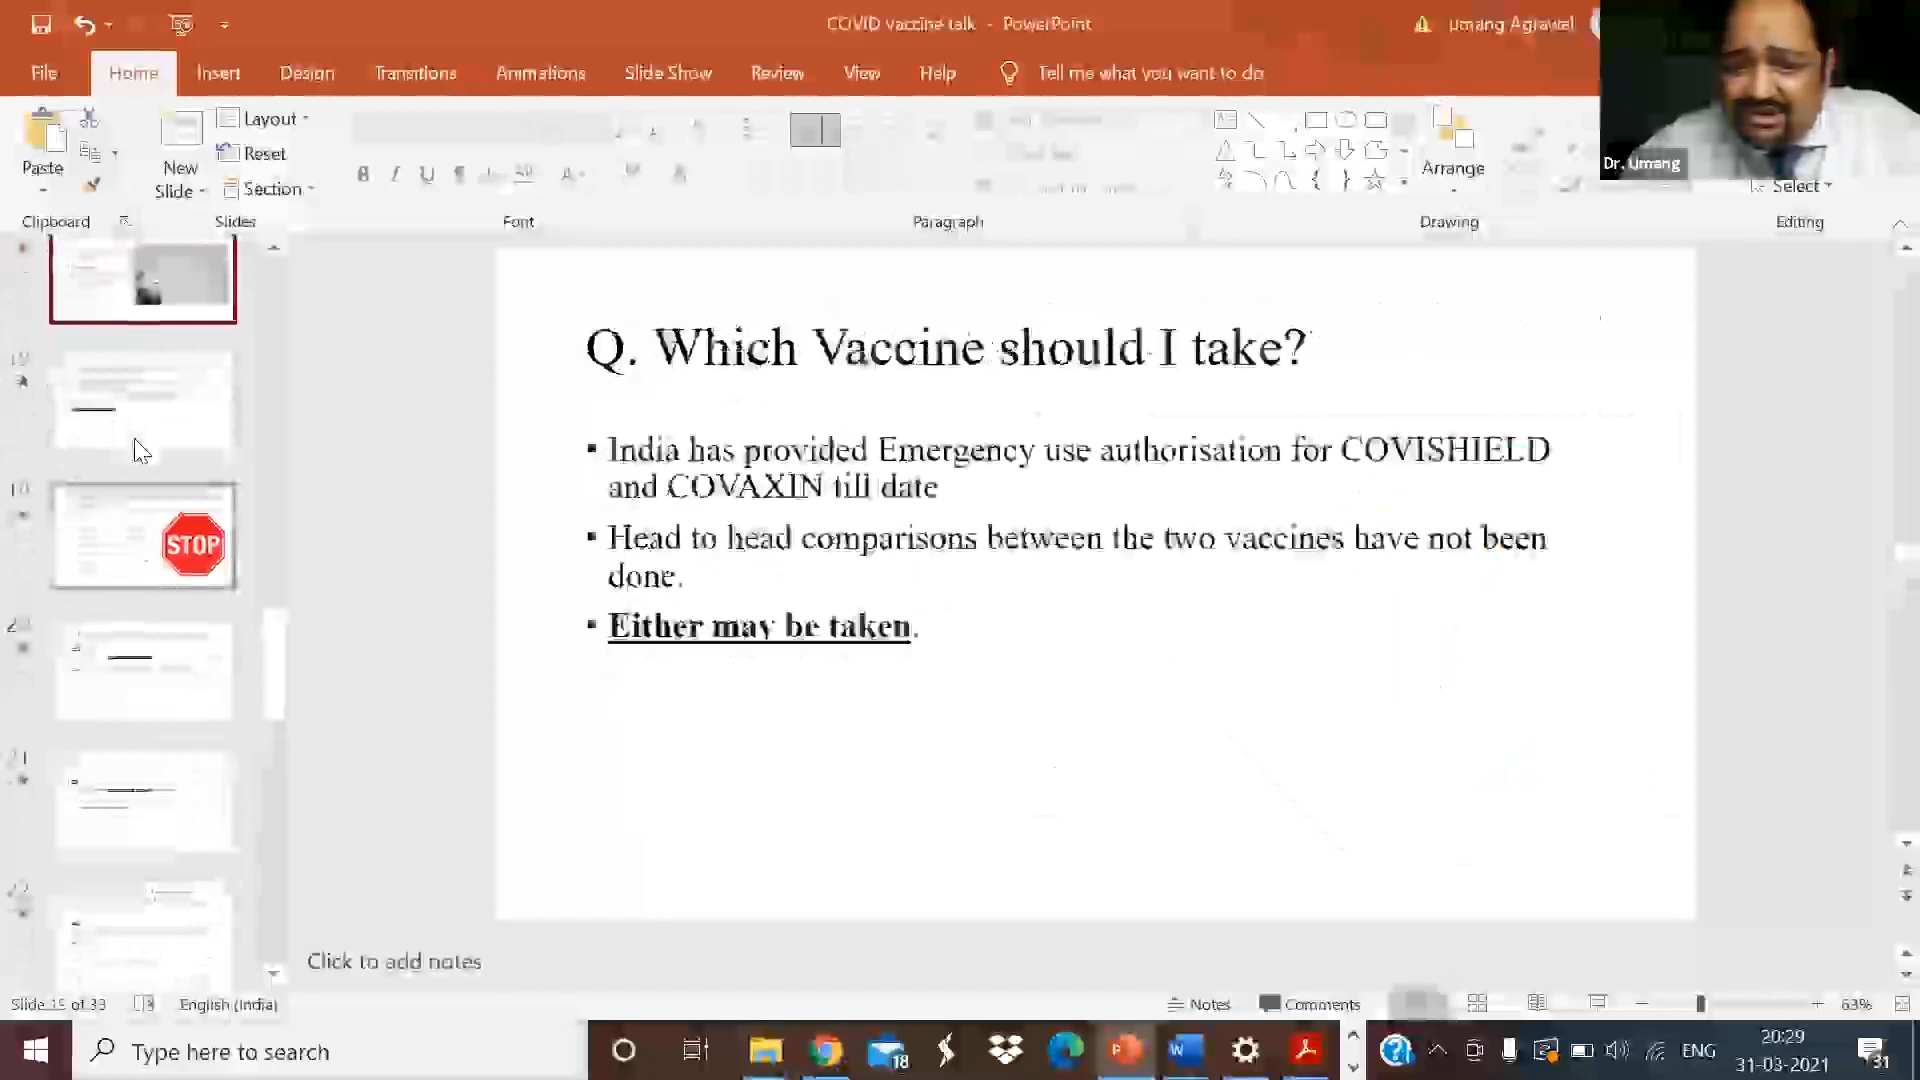 COVID vaccine talk - PowerPoint
umang Agrawal
File Home Insert Design Transitions Animations Slide Show Review View Help Tell me what you want to do
Dr. Umang
Paste
New
Slide
Layout
Reset
Section
B I U
Arrange
Select
Clipboard Slides Font Paragraph Drawing Editing
Q. Which Vaccine should I take?
▪ India has provided Emergency use authorisation for COVISHIELD
and COVAXIN till date
▪ Head to head comparisons between the two vaccines have not been
done.
▪ Either may be taken.
STOP
Click to add notes
English (India)
Notes Comments
63%
Type here to search
18
ENG
20:29
31-03-2021
31